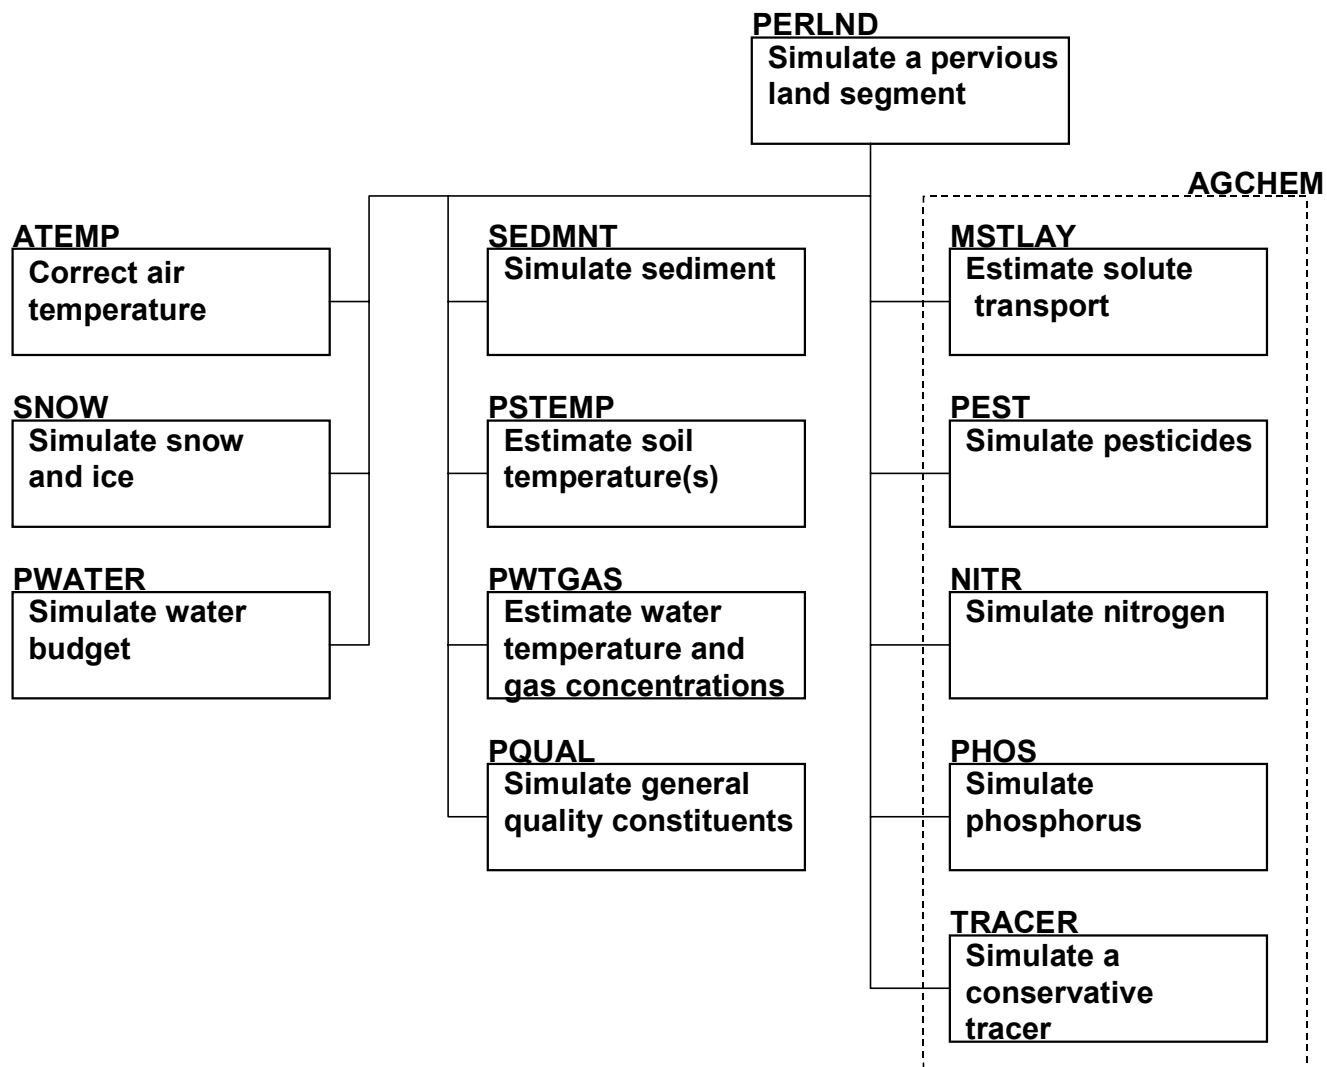 PERLND
Simulate a pervious
land segment
AGCHEM
ATEMP
Correct air
temperature
SNOW
Simulate snow
and ice
PWATER
Simulate water
budget
SEDMNT
Simulate sediment
PSTEMP
Estimate soil
temperature(s)
PWTGAS
Estimate water
temperature and
gas concentrations
PQUAL
Simulate general
quality constituents
MSTLAY
Estimate solute
transport
PEST
Simulate pesticides
NITR
Simulate nitrogen
PHOS
Simulate
phosphorus
TRACER
Simulate a
conservative
tracer